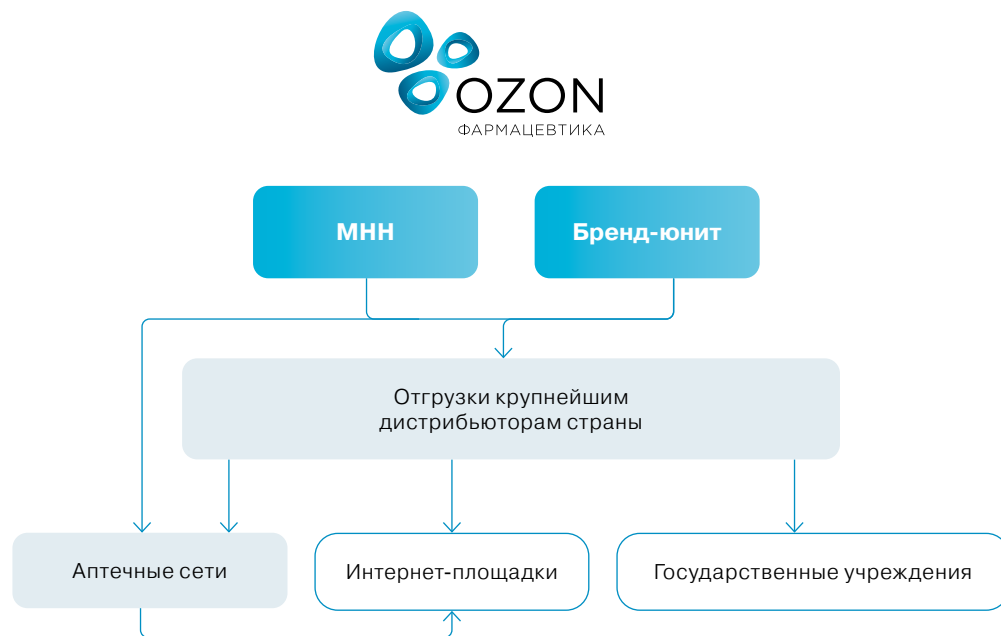 OZON
ФАРМАЦЕВТИКА
МНН
Бренд-юнит
Отгрузки крупнейшим
дистрибьюторам страны
Аптечные сети
Интернет-площадки
Государственные учреждения